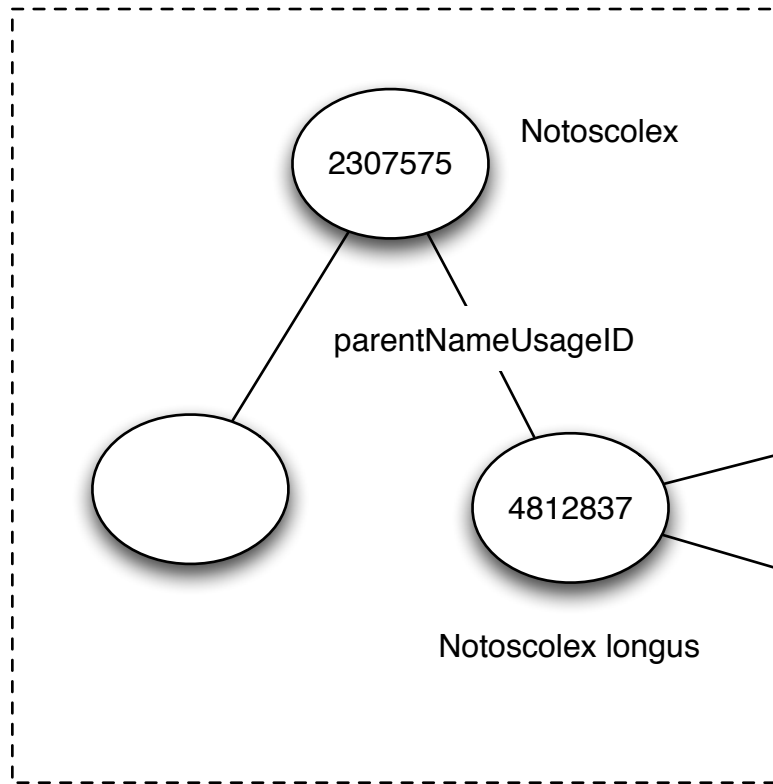 Notoscolex
2307575
parentNameUsageID
4812837
Notoscolex longus